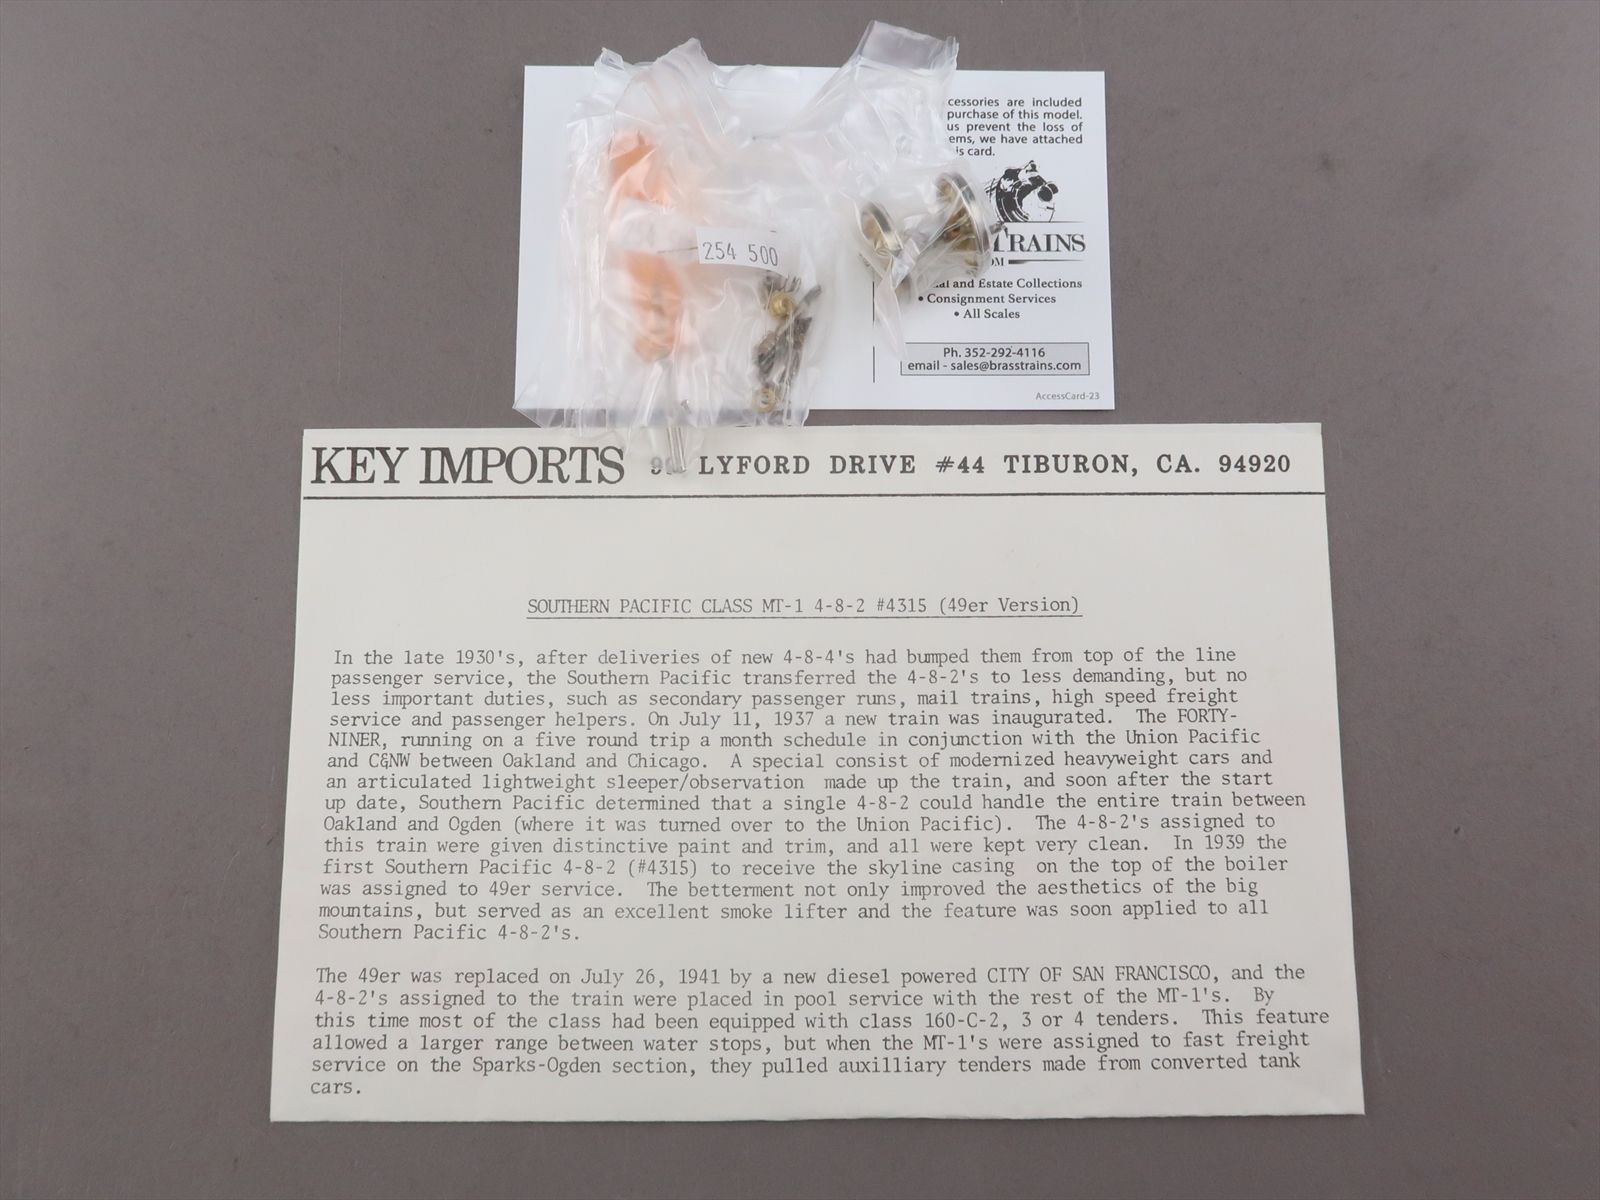 cessories are included
purchase of this model.
us prevent the loss of
ems, we have attached
is card.
TRAINS
OM
254 500
al and Estate Collections
• Consignment Services
• All Scales
Ph. 352-292-4116
email - sales@brasstrains.com
AccessCard-23
KEY IMPORTS LYFORD DRIVE #44 TIBURON, CA. 94920
SOUTHERN PACIFIC CLASS MT-1 4-8-2 #4315 (49er Version)
In the late 1930's, after deliveries of new 4-8-4's had bumped them from top of the line
passenger service, the Southern Pacific transferred the 4-8-2's to less demanding, but no
less important duties, such as secondary passenger runs, mail trains, high speed freight
service and passenger helpers. On July 11, 1937 a new train was inaugurated. The FORTY-
NINER, running on a five round trip a month schedule in conjunction with the Union Pacific
and C&NW between Oakland and Chicago. A special consist of modernized heavyweight cars and
an articulated lightweight sleeper/observation made up the train, and soon after the start
up date, Southern Pacific determined that a single 4-8-2 could handle the entire train between
Oakland and Ogden (where it was turned over to the Union Pacific). The 4-8-2's assigned to
this train were given distinctive paint and trim, and all were kept very clean. In 1939 the
first Southern Pacific 4-8-2 (#4315) to receive the skyline casing on the top of the boiler
was assigned to 49er service. The betterment not only improved the aesthetics of the big
mountains, but served as an excellent smoke lifter and the feature was soon applied to all
Southern Pacific 4-8-2's.
The 49er was replaced on July 26, 1941 by a new diesel powered CITY OF SAN FRANCISCO, and the
4-8-2's assigned to the train were placed in pool service with the rest of the MT-1's. By
this time most of the class had been equipped with class 160-C-2, 3 or 4 tenders. This feature
allowed a larger range between water stops, but when the MT-1's were assigned to fast freight
service on the Sparks-Ogden section, they pulled auxilliary tenders made from converted tank
cars.